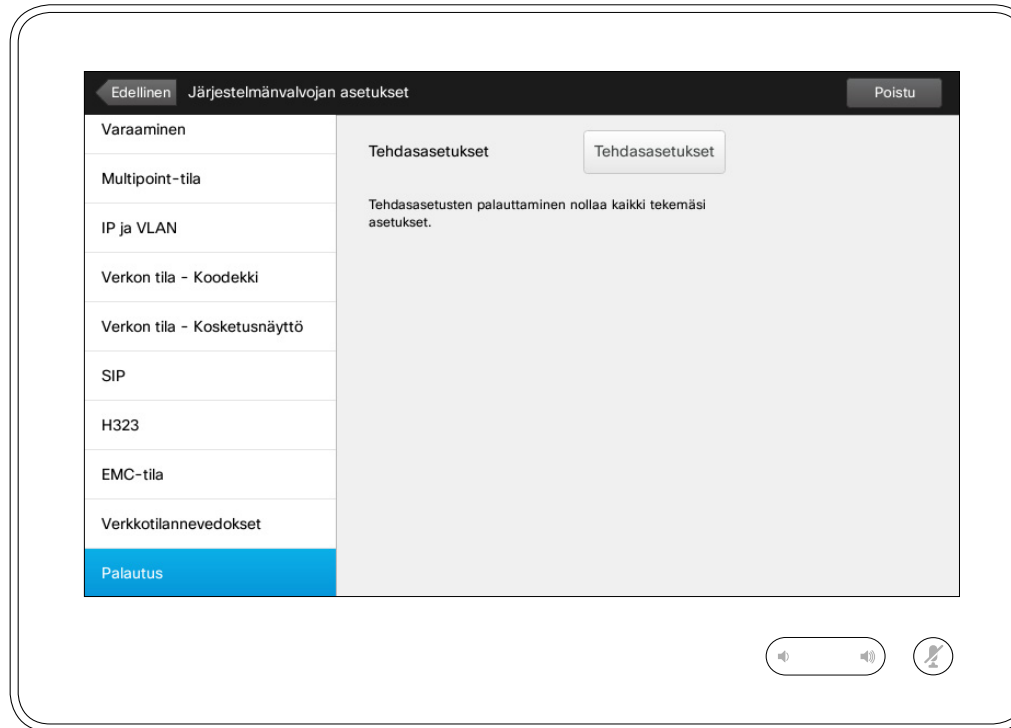 Edellinen Järjestelmänvalvojan asetukset Poistu
Varaaminen
Multipoint-tila
IP ja VLAN
Verkon tila - Koodekki
Verkon tila - Kosketusnäyttö
SIP
H323
EMC-tila
Verkkotilannevedokset
Palautus
Tehdasasetukset Tehdasasetukset
Tehdasasetusten palauttaminen nollaa kaikki tekemäsi
asetukset.